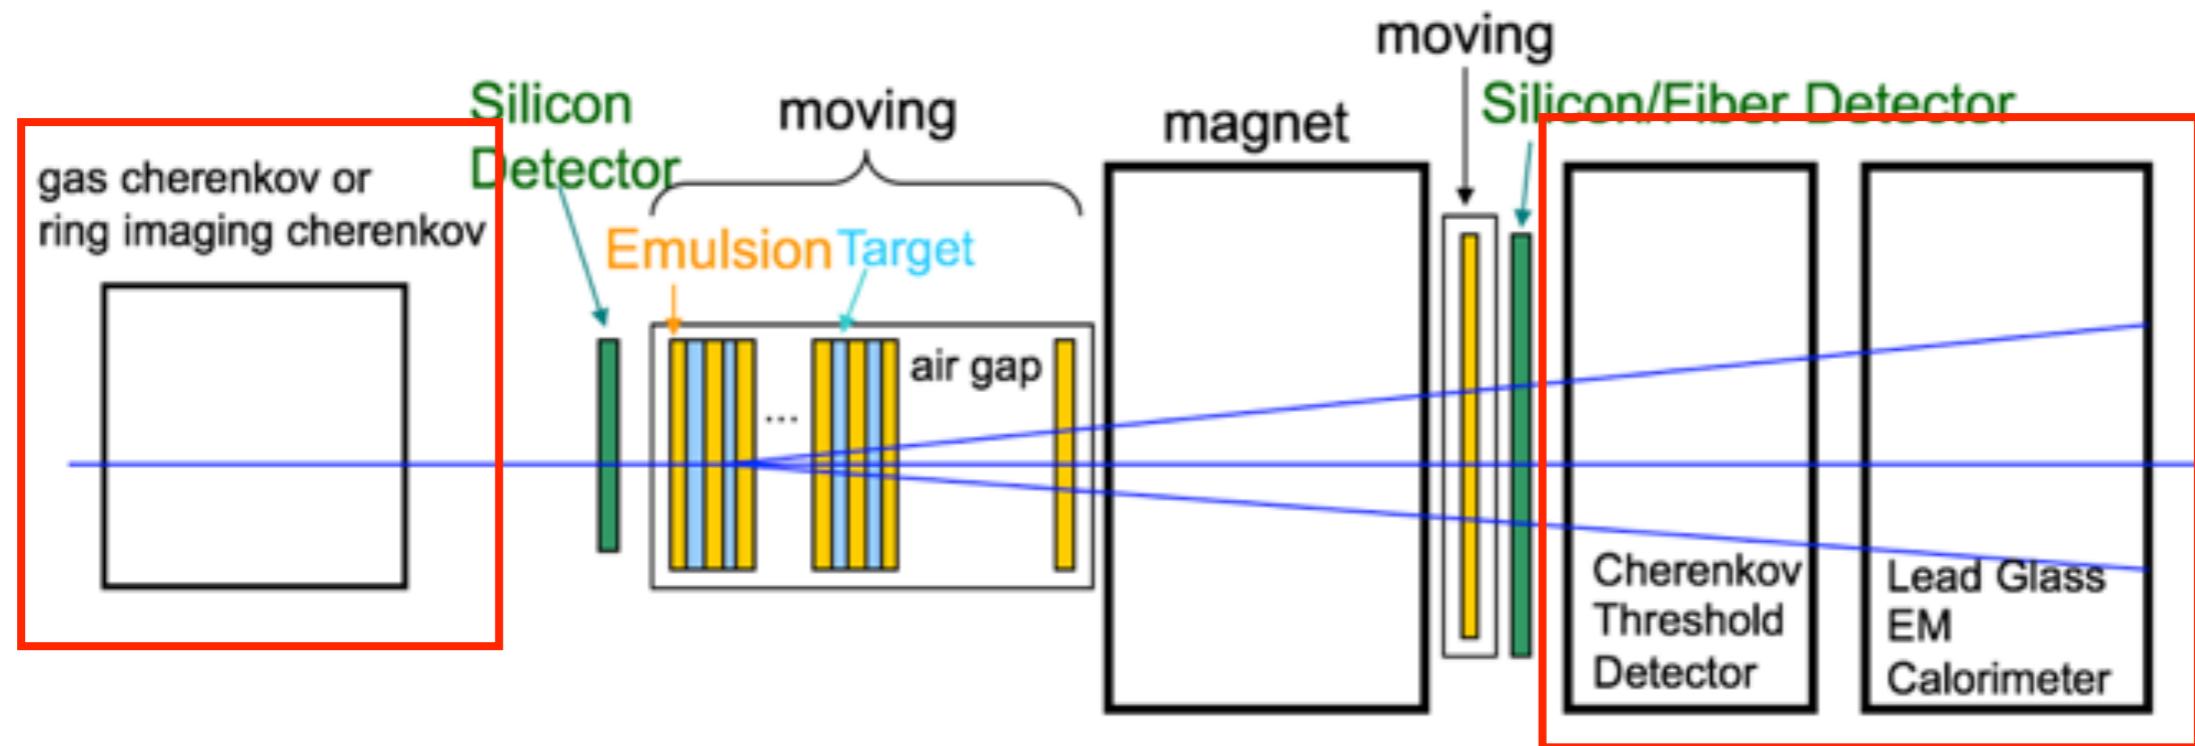 moving
Silicon
Detector
moving
magnet
Silicon/Fiber Detector
gas cherenkov or
ring imaging cherenkov
Emulsion
Target
air gap
...
Cherenkov
Threshold
Detector
Lead Glass
EM
Calorimeter